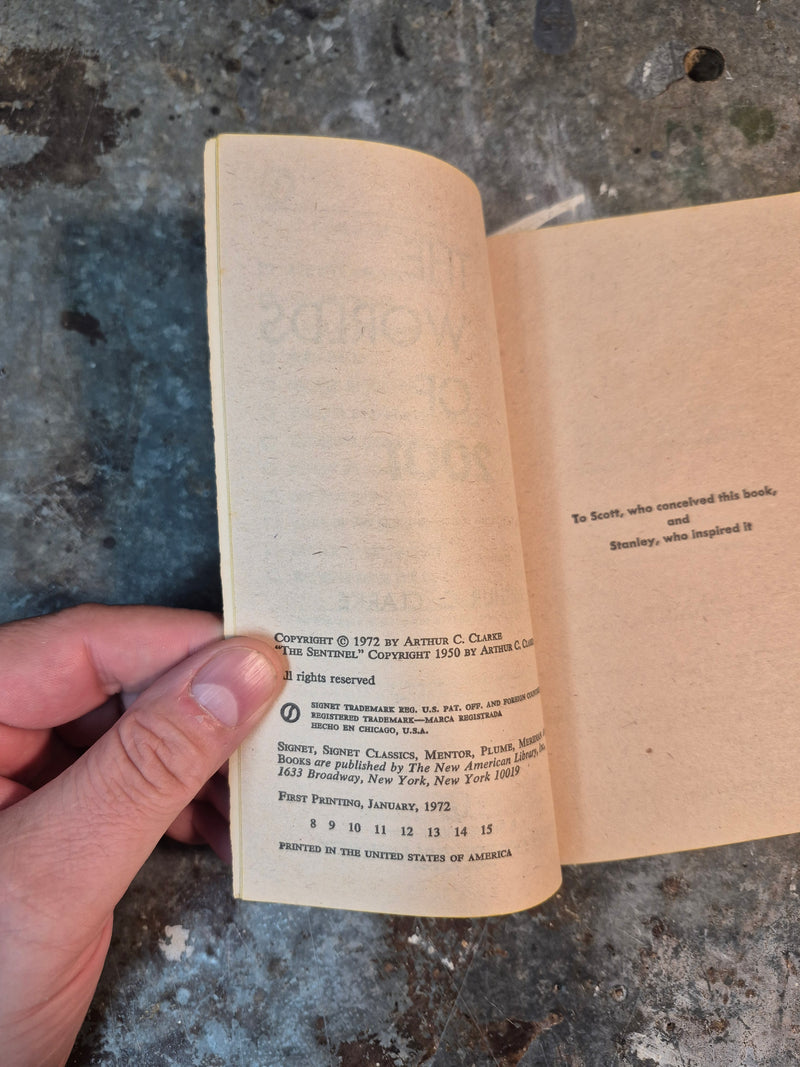 COPYRIGHT © 1972 BY ARTHUR C. CLARKE
"THE SENTINEL" COPYRIGHT 1950 BY ARTHUR C.
All rights reserved
SIGNET TRADEMARK REG. U.S. PAT. OFF. AND FOREIGN
REGISTERED TRADEMARK—MARCA REGISTRADA
HECHO EN CHICAGO, U.S.A.
SIGNET, SIGNET CLASSICS, MENTOR, PLUME,
BOOKS are published by The New American Library,
1633 Broadway, New York, New York 10019
FIRST PRINTING, JANUARY, 1972
8 9 10 11 12 13 14 15
PRINTED IN THE UNITED STATES OF AMERICA
To Scott, who conceived this book,
and
Stanley, who inspired it